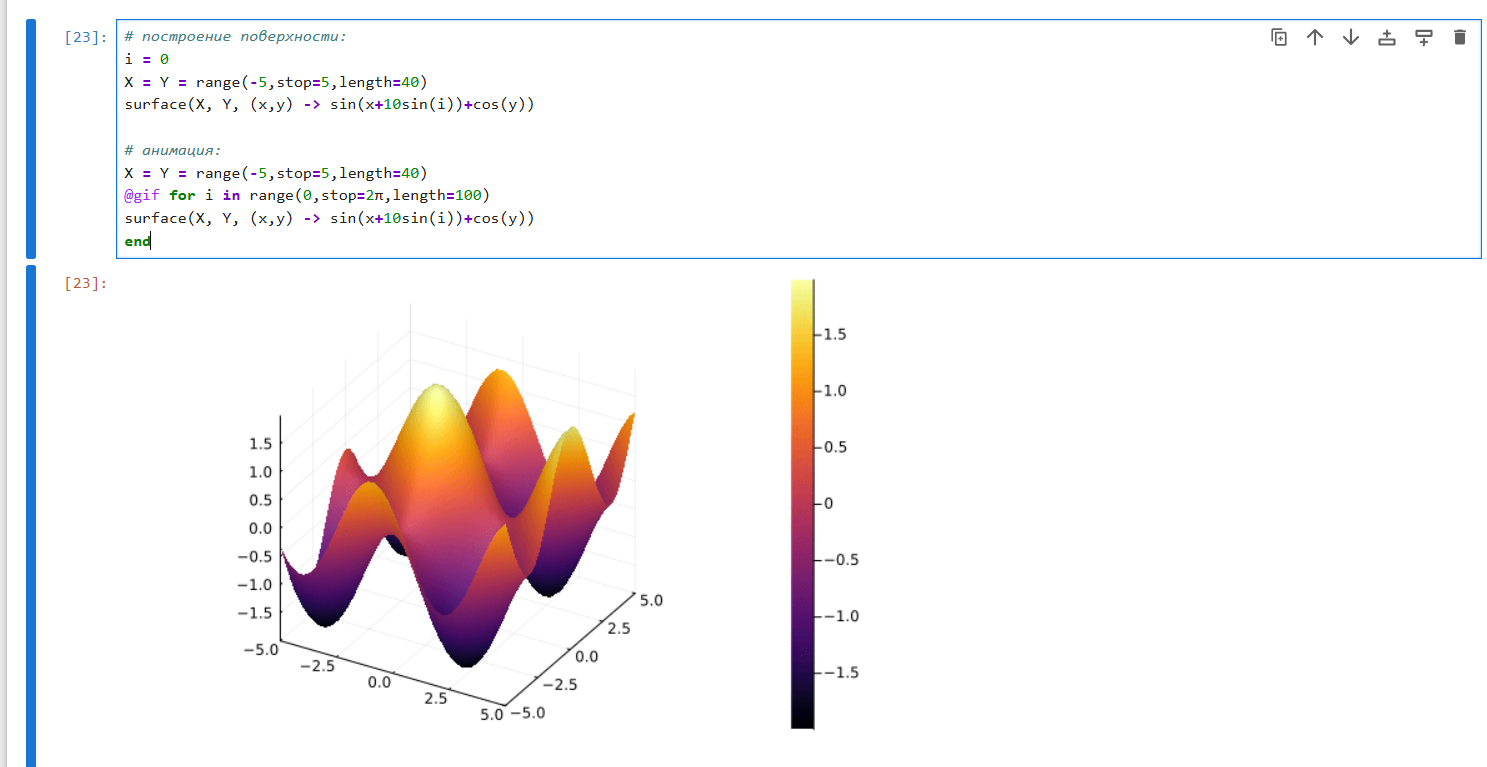 [23]:
# построение поверхности:
i = 0
X = Y = range(-5,stop=5,length=40)
surface(X, Y, (x,y) -> sin(x+10sin(i))+cos(y))
# анимация:
X = Y = range(-5,stop=5,length=40)
@gif for i in range(0,stop=2π,length=100)
surface(X, Y, (x,y) -> sin(x+10sin(i))+cos(y))
end
[23]:
1.5
1.0
0.5
0.0
−0.5
−1.0
−1.5
−5.0
−2.5
0.0
2.5
5.0
−5.0
−2.5
0.0
2.5
5.0
1.5
1.0
0.5
0
−0.5
−1.0
−1.5